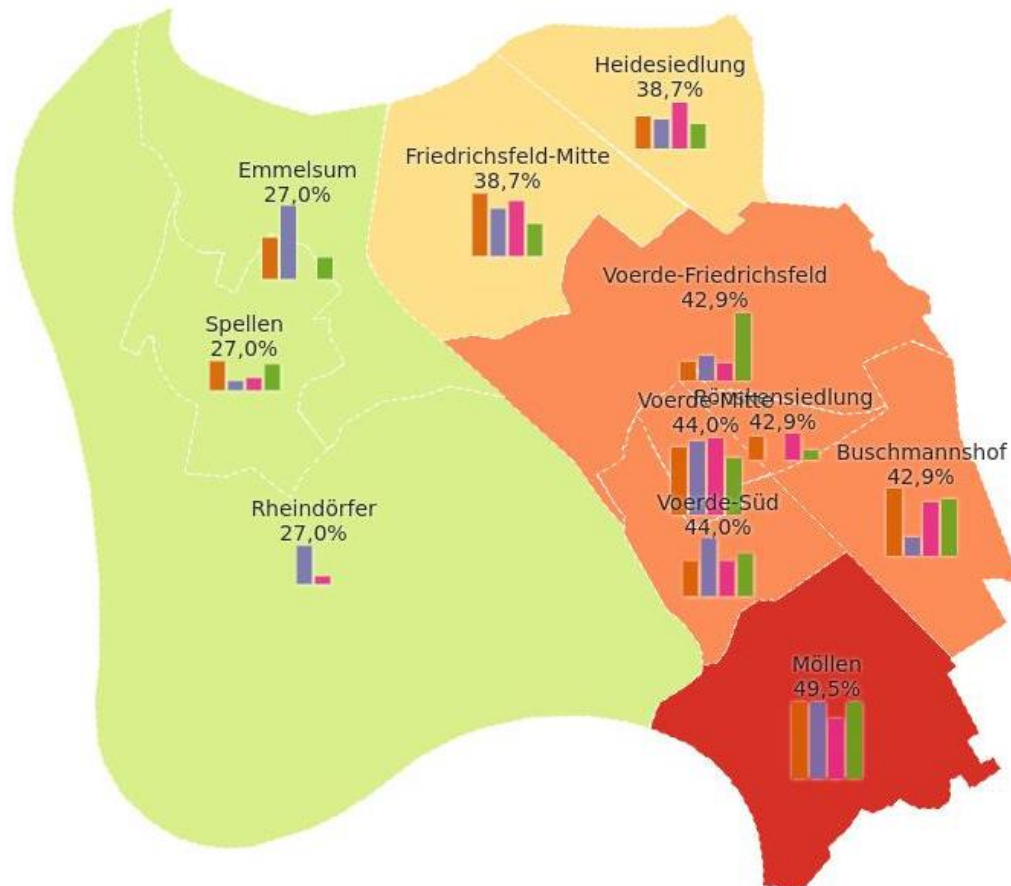 Heidesiedlung
38,7%
Friedrichsfeld-Mitte
38,7%
Emmelsum
27,0%
Voerde-Friedrichsfeld
42,9%
Spellen
27,0%
Voerde-Mitte
44,0%
42,9%
Buschmannshof
42,9%
Voerde-Süd
44,0%
Rheindörfer
27,0%
Möllen
49,5%